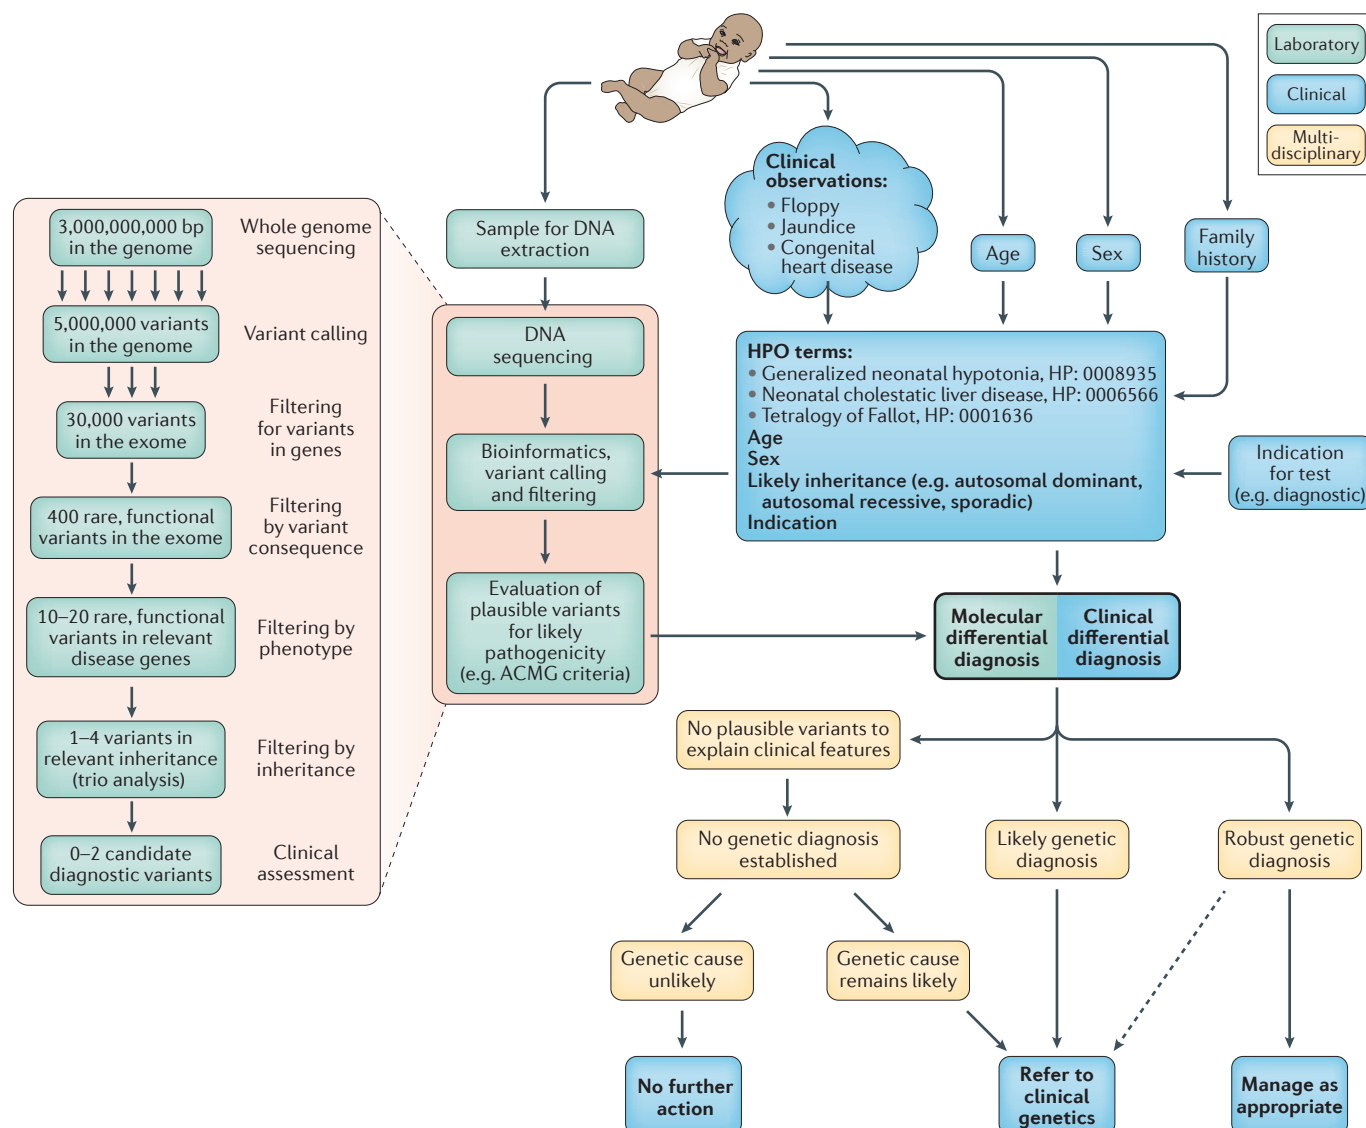 Laboratory
Clinical
Multi-
disciplinary
Clinical
observations:
• Floppy
• Jaundice
• Congenital
heart disease
Age
Sex
Family
history
Sample for DNA
extraction
3,000,000,000 bp
in the genome
Whole genome
sequencing
5,000,000 variants
in the genome
Variant calling
30,000 variants
in the exome
Filtering
for variants
in genes
400 rare, functional
variants in the exome
Filtering
by variant
consequence
10–20 rare, functional
variants in relevant
disease genes
Filtering by
phenotype
1–4 variants in
relevant inheritance
(trio analysis)
Filtering by
inheritance
0–2 candidate
diagnostic variants
Clinical
assessment
DNA
sequencing
Bioinformatics,
variant calling
and filtering
Evaluation of
plausible variants
for likely
pathogenicity
(e.g. ACMG criteria)
HPO terms:
• Generalized neonatal hypotonia, HP: 0008935
• Neonatal cholestatic liver disease, HP: 0006566
• Tetralogy of Fallot, HP: 0001636
Age
Sex
Likely inheritance (e.g. autosomal dominant,
autosomal recessive, sporadic)
Indication
Indication
for test
(e.g. diagnostic)
Molecular
differential
diagnosis
Clinical
differential
diagnosis
No plausible variants to
explain clinical features
No genetic diagnosis
established
Likely genetic
diagnosis
Robust genetic
diagnosis
Genetic cause
unlikely
Genetic cause
remains likely
No further
action
Refer to
clinical
genetics
Manage as
appropriate